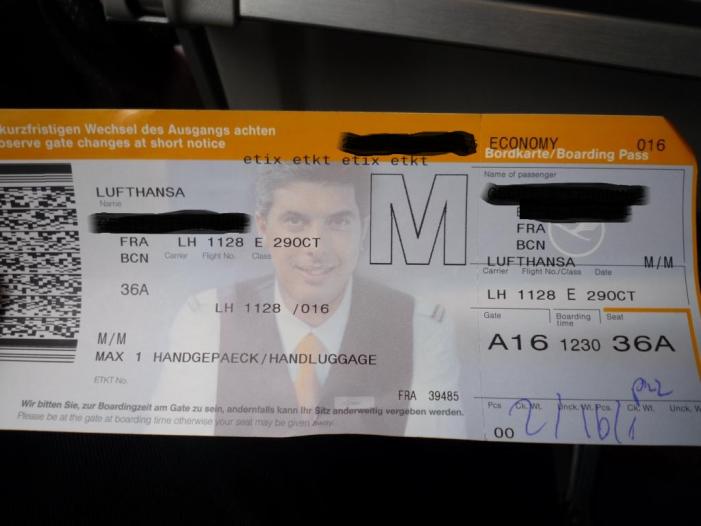 kurzfristigen Wechsel des Ausgangs achten
observe gate changes at short notice
etix etkt etix etkt
LUFTHANSA
Name
FRA LH 1128 E 29OCT
BCN Carrier Flight No. Class
36A
LH 1128 /016
M/M
MAX 1 HANDGEPAECK/HANDLUGGAGE
ETKT No.
FRA 39485
Wir bitten Sie, zur Boardingzeit am Gate zu sein, andernfalls kann Ihr Sitz anderweitig vergeben werden.
Please be at the gate at boarding time otherwise your seat may be given away.
M
ECONOMY 016
Bordkarte/Boarding Pass
Name of passenger
FRA
BCN
LUFTHANSA M/M
Carrier Flight No./Class Date
LH 1128 E 29OCT
Gate Boarding time Seat
A16 1230 36A
Pcs Ck. Wt. Unck. Wt. Pcs. Ck. Wt. Unck. W
00 2/16/1